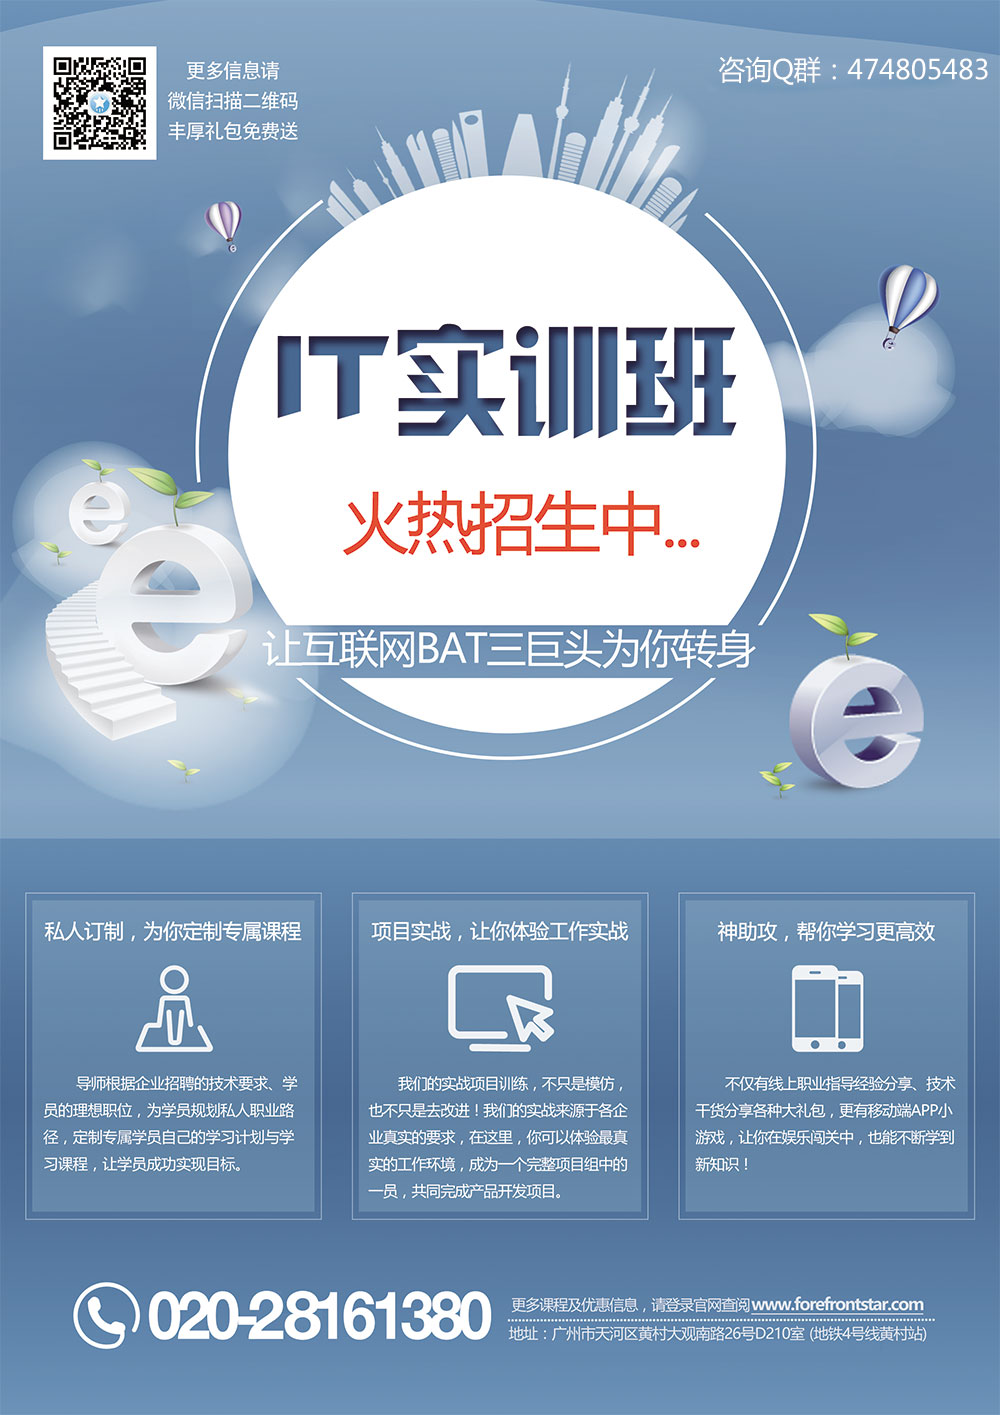 更多信息请
微信扫描二维码
丰厚礼包免费送
咨询Q群：474805483
IT实训班
火热招生中...
让互联网BAT三巨头为你转身
私人订制，为你定制专属课程
导师根据企业招聘的技术要求、学
员的理想职位，为学员规划私人职业路
径，定制专属学员自己的学习计划与学
习课程，让学员成功实现目标。
项目实战，让你体验工作实战
我们的实战项目训练，不只是模仿，
也不只是去改进！我们的实战来源于各企
业真实的要求，在这里，你可以体验最真
实的工作环境，成为一个完整项目组中的
一员，共同完成产品开发项目。
神助攻，帮你学习更高效
不仅有线上职业指导经验分享、技术
干货分享各种大礼包，更有移动端APP小
游戏，让你在娱乐闯关中，也能不断学到
新知识！
020-28161380
更多课程及优惠信息，请登录官网查阅 www.forefrontstar.com
地址：广州市天河区黄村大观南路26号D210室 (地铁4号线黄村站)